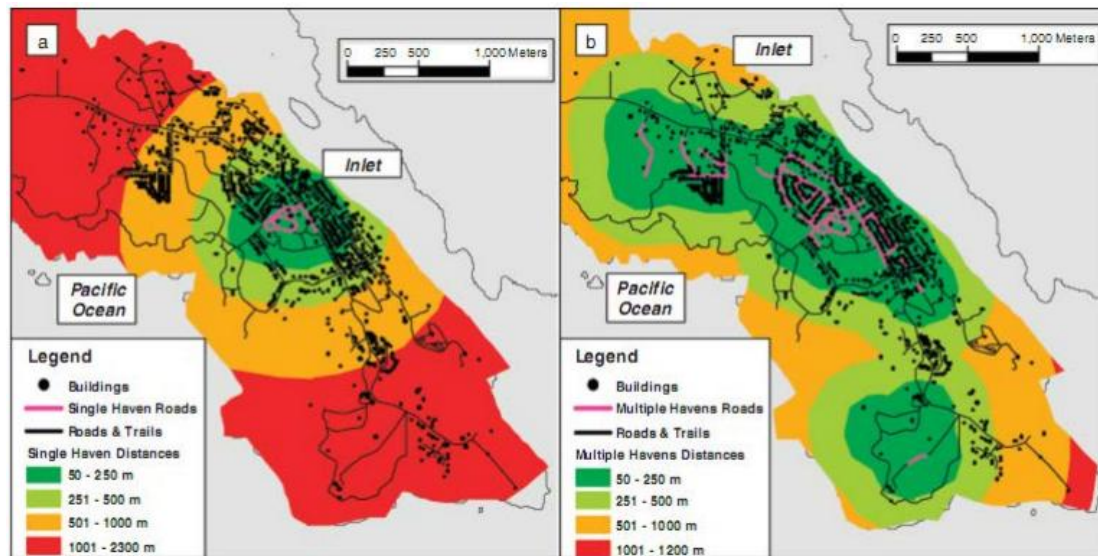 a
0 250 500 1,000 Meters
Inlet
Pacific
Ocean
Legend
Buildings
Single Haven Roads
Roads & Trails
Single Haven Distances
50 - 250 m
251 - 500 m
501 - 1000 m
1001 - 2300 m
b
Inlet
0 250 500 1,000 Meters
Pacific
Ocean
Legend
Buildings
Multiple Havens Roads
Roads & Trails
Multiple Havens Distances
50 - 250 m
251 - 500 m
501 - 1000 m
1001 - 1200 m